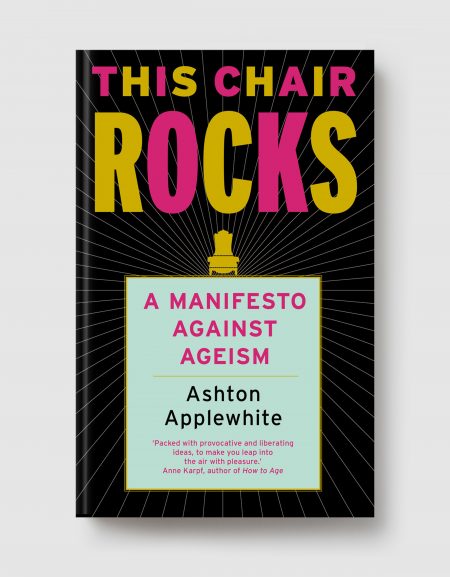 THIS CHAIR
ROCKS
A MANIFESTO
AGAINST
AGEISM
Ashton
Applewhite
'Packed with provocative and liberating
ideas, to make you leap into
the air with pleasure.'
Anne Karpf, author of How to Age